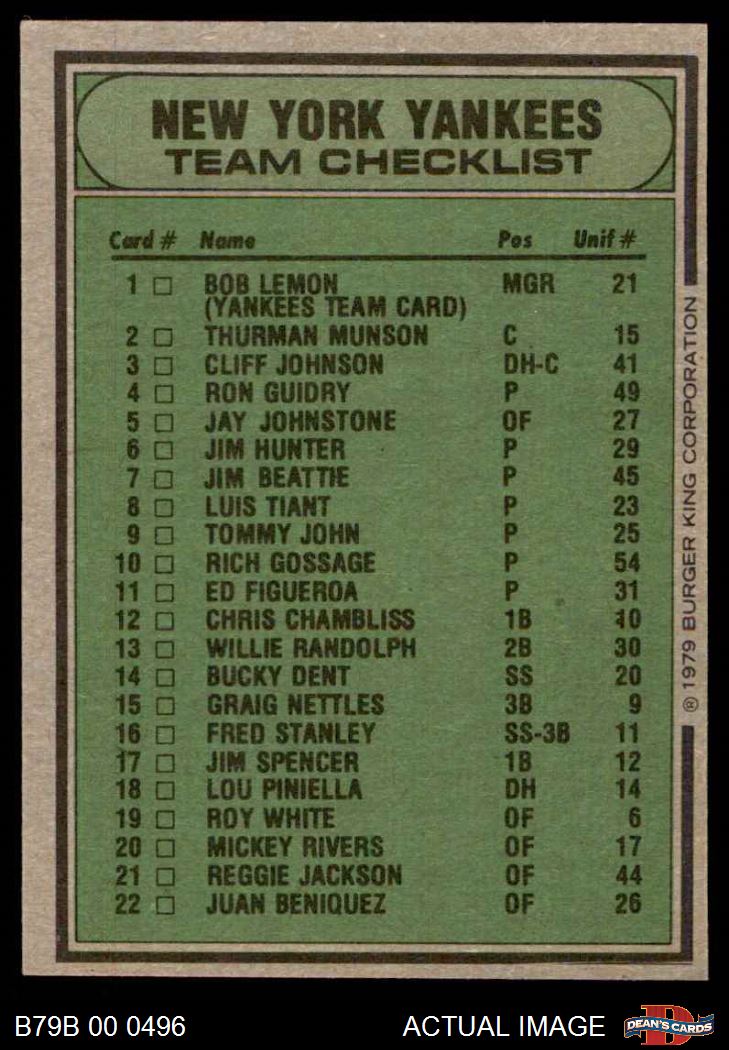 NEW YORK YANKEES
TEAM CHECKLIST
Card # Name Pos Unif #
1 BOB LEMON MGR 21
(YANKEES TEAM CARD)
2 THURMAN MUNSON C 15
3 CLIFF JOHNSON DH-C 41
4 RON GUIDRY P 49
5 JAY JOHNSTONE OF 27
6 JIM HUNTER P 29
7 JIM BEATTIE P 45
8 LUIS TIANT P 23
9 TOMMY JOHN P 25
10 RICH GOSSAGE P 54
11 ED FIGUEROA P 31
12 CHRIS CHAMBLISS 1B 10
13 WILLIE RANDOLPH 2B 30
14 BUCKY DENT SS 20
15 GRAIG NETTLES 3B 9
16 FRED STANLEY SS-3B 11
17 JIM SPENCER 1B 12
18 LOU PINIELLA DH 14
19 ROY WHITE OF 6
20 MICKEY RIVERS OF 17
21 REGGIE JACKSON OF 44
22 JUAN BENIQUEZ OF 26
® 1979 BURGER KING CORPORATION
B79B 00 0496 ACTUAL IMAGE
D
DEAN'S CARDS